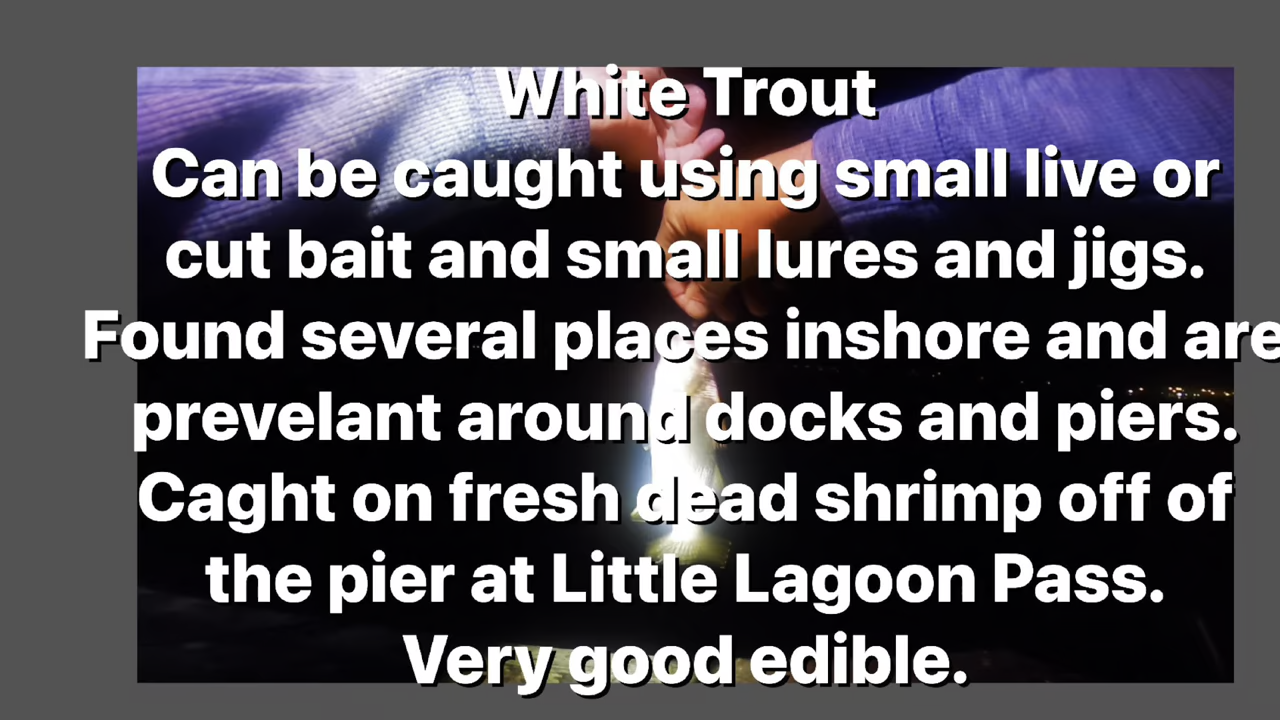 White Trout
Can be caught using small live or
cut bait and small lures and jigs.
Found several places inshore and are
prevelant around docks and piers.
Caght on fresh dead shrimp off of
the pier at Little Lagoon Pass.
Very good edible.